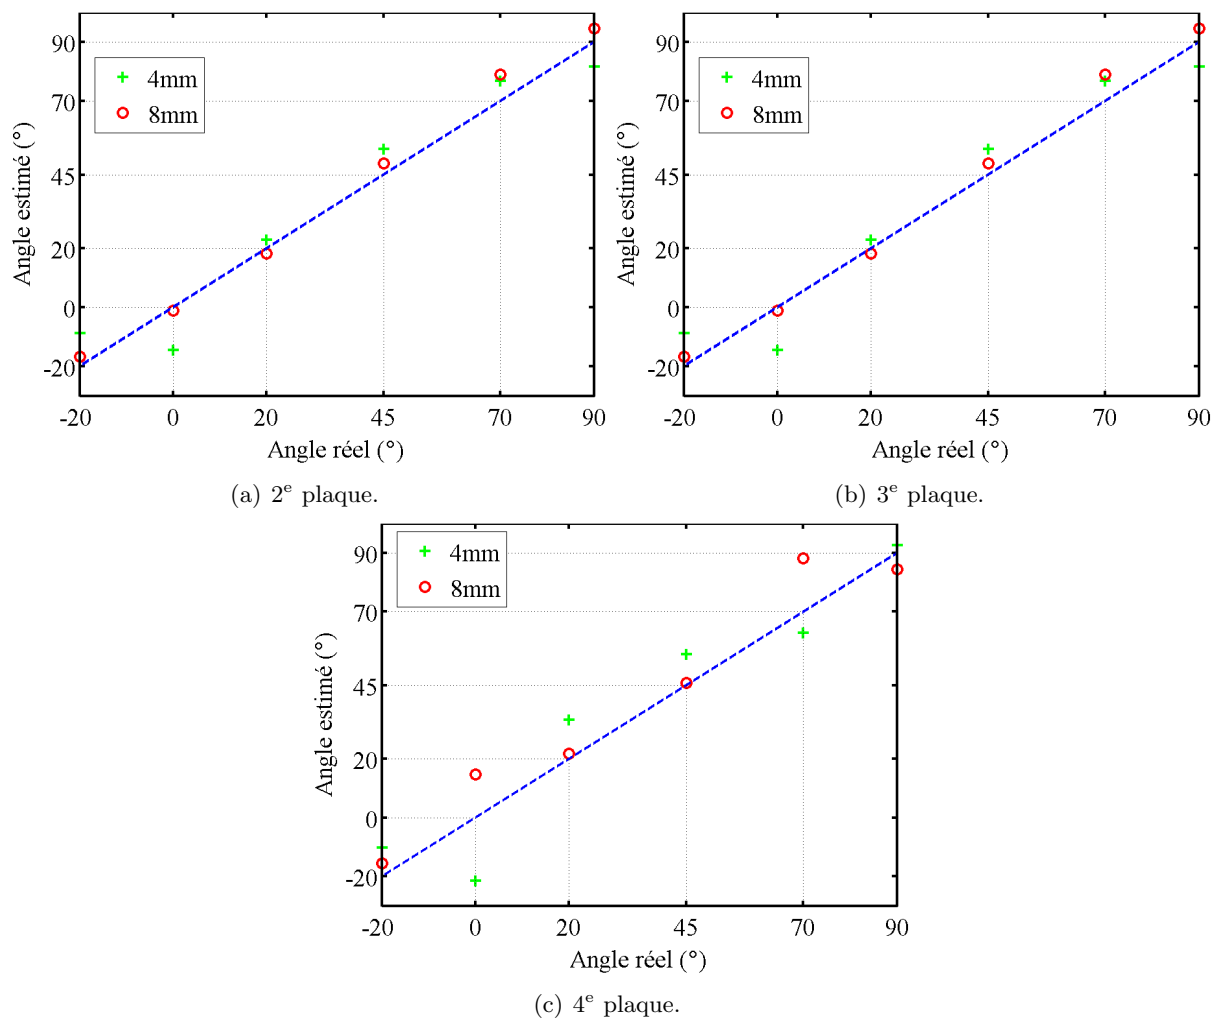 90
70
45
20
0
-20
Angle estimé (°)
4mm
8mm
-20 0 20 45 70 90
Angle réel (°)
(a) 2e plaque.
90
70
45
20
0
-20
Angle estimé (°)
4mm
8mm
-20 0 20 45 70 90
Angle réel (°)
(b) 3e plaque.
90
70
45
20
0
-20
Angle estimé (°)
4mm
8mm
-20 0 20 45 70 90
Angle réel (°)
(c) 4e plaque.